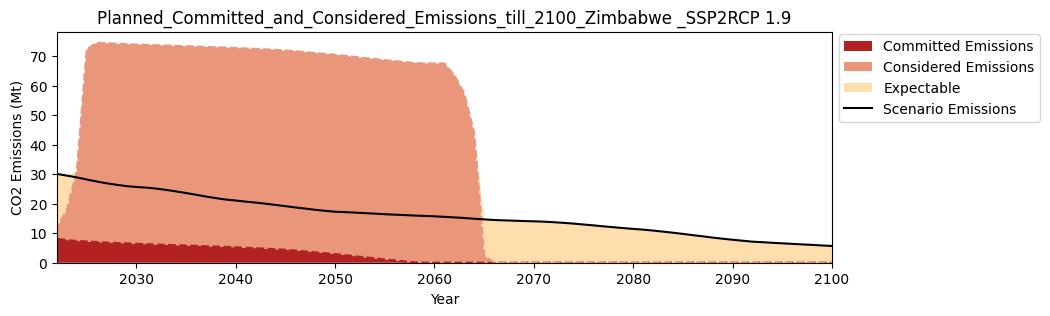 Planned_Committed_and_Considered_Emissions_till_2100_Zimbabwe _SSP2RCP 1.9
CO2 Emissions (Mt)
70
60
50
40
30
20
10
0
2030 2040 2050 2060 2070 2080 2090 2100
Year
Committed Emissions
Considered Emissions
Expectable
Scenario Emissions